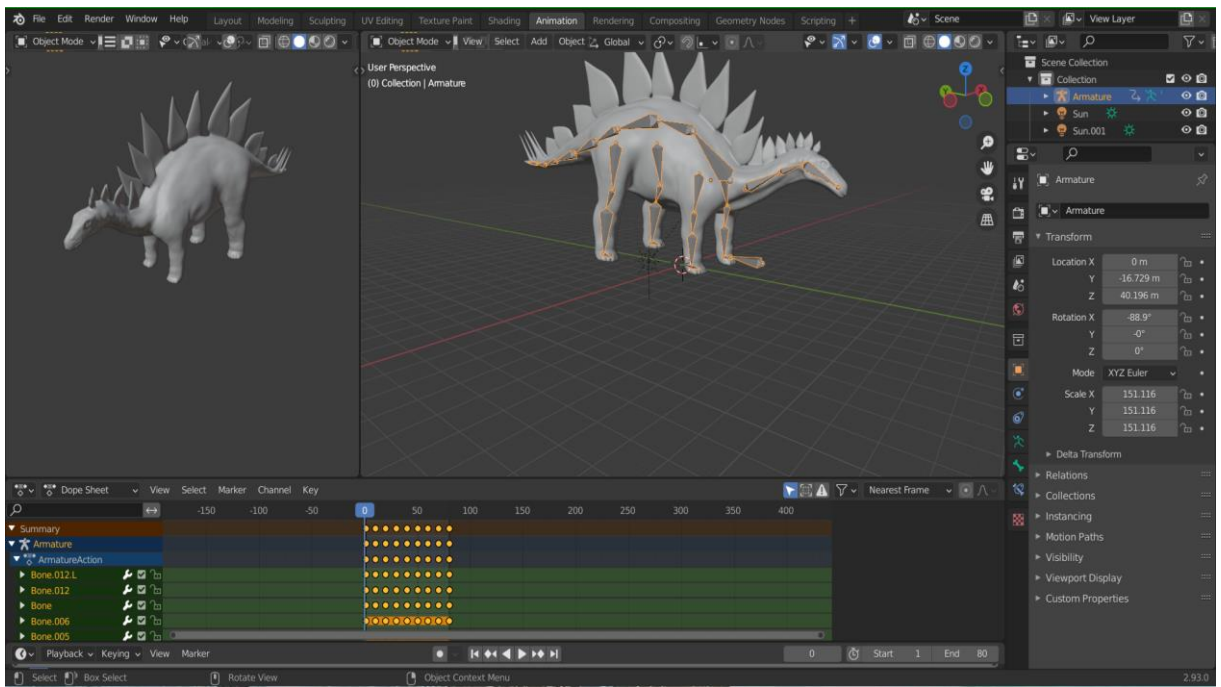 File Edit Render Window Help Layout Modeling Sculpting UV Editing Texture Paint Shading Animation Rendering Compositing Geometry Nodes Scripting + Scene View Layer
Object Mode Object Mode View Select Add Object Global
User Perspective
(0) Collection | Armature
Z
Y
X
Scene Collection
Collection
Armature
Sun
Sun.001
Armature
Armature
Transform
Location X 0 m
Y -16.729 m
Z 40.196 m
Rotation X -88.9°
Y -0°
Z 0°
Mode XYZ Euler
Scale X 151.116
Y 151.116
Z 151.116
Delta Transform
Relations
Collections
Instancing
Motion Paths
Visibility
Viewport Display
Custom Properties
Dope Sheet View Select Marker Channel Key Nearest Frame
-150 -100 -50 0 50 100 150 200 250 300 350 400
Summary
Armature
ArmatureAction
Bone.012.L
Bone.012
Bone
Bone.006
Bone.005
Playback Keying View Marker 0 Start 1 End 80
Select Box Select Rotate View Object Context Menu 2.93.0